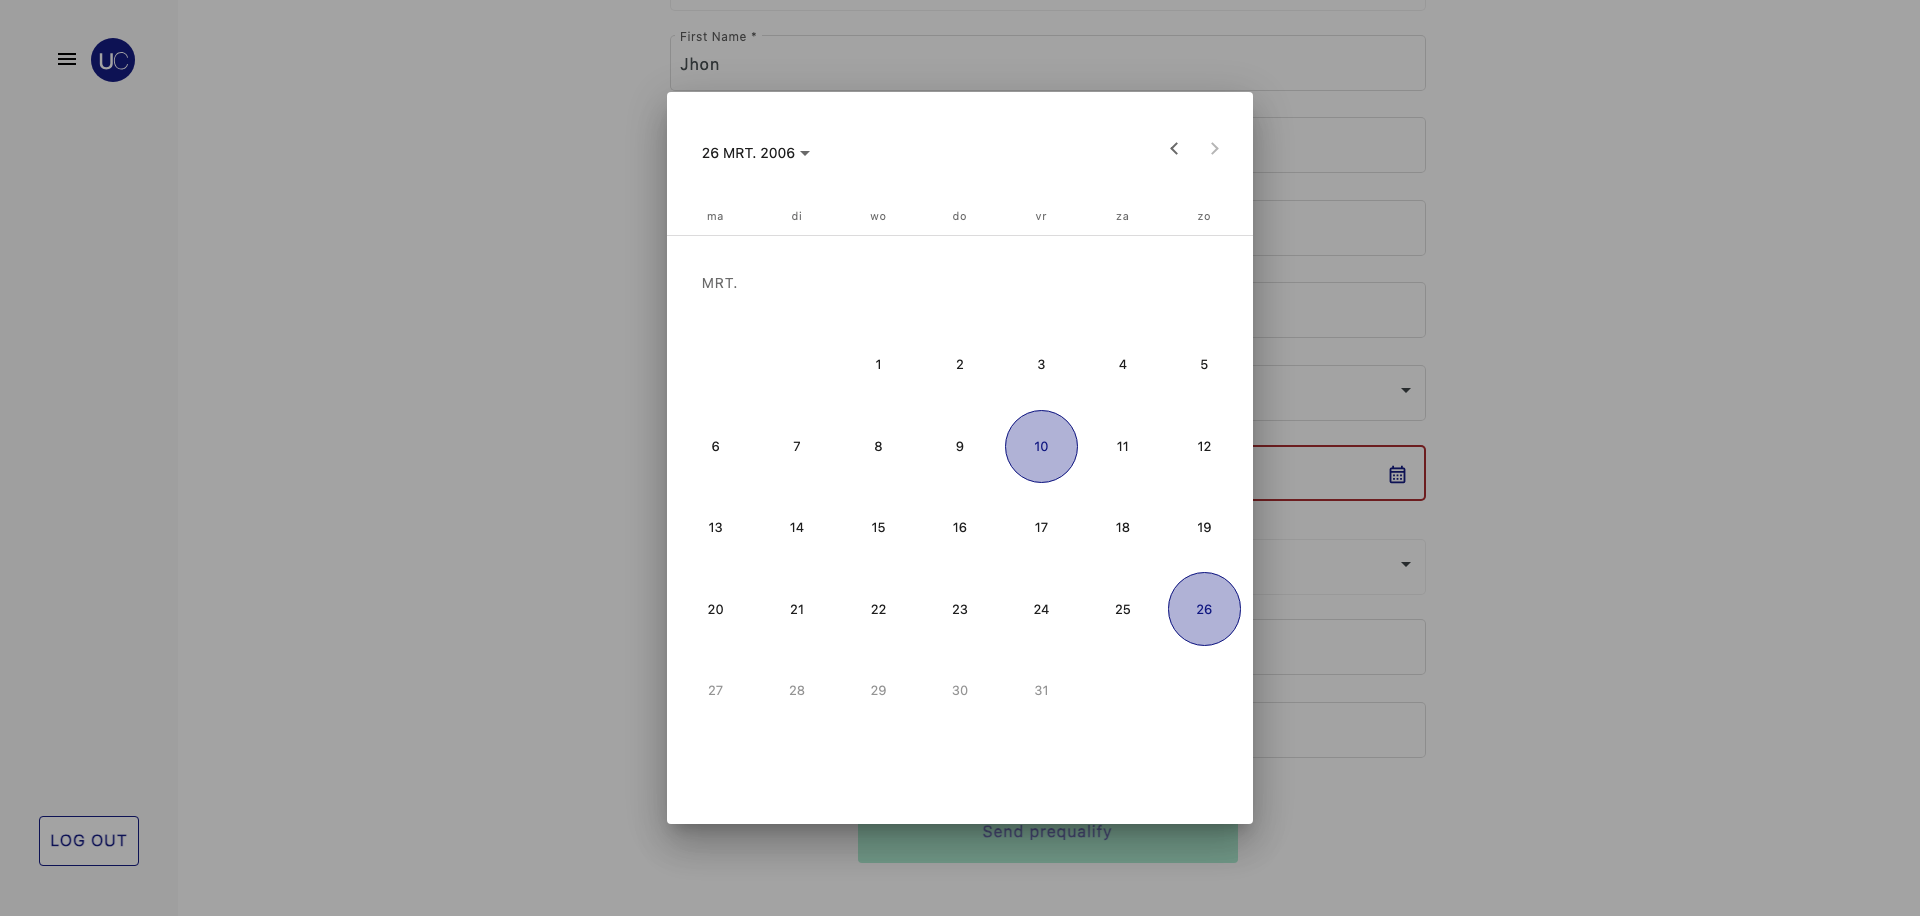 UC
First Name *
Jhon
26 MRT. 2006
ma di wo do vr za zo
MRT.
1 2 3 4 5
6 7 8 9 10 11 12
13 14 15 16 17 18 19
20 21 22 23 24 25 26
27 28 29 30 31
Send prequalify
LOG OUT